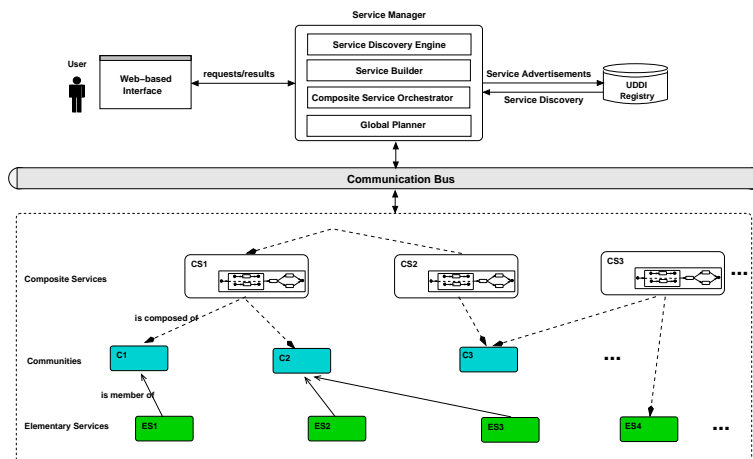 Service Manager
User
Web-based
Interface
requests/results
Service Discovery Engine
Service Builder
Composite Service Orchestrator
Global Planner
Service Advertisements
Service Discovery
UDDI
Registry
Communication Bus
Composite Services
CS1
CS2
CS3
...
is composed of
Communities
C1
C2
C3
...
is member of
Elementary Services
ES1
ES2
ES3
ES4
...